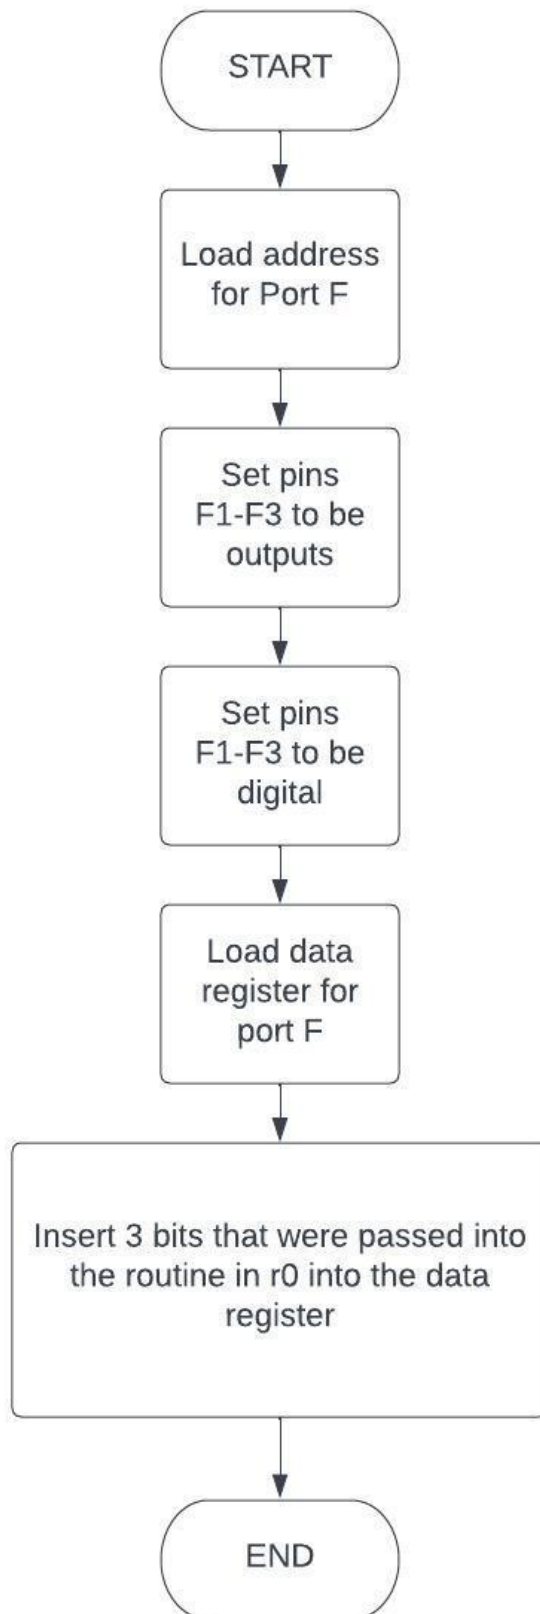 START
Load address
for Port F
Set pins
F1-F3 to be
outputs
Set pins
F1-F3 to be
digital
Load data
register for
port F
Insert 3 bits that were passed into
the routine in r0 into the data
register
END